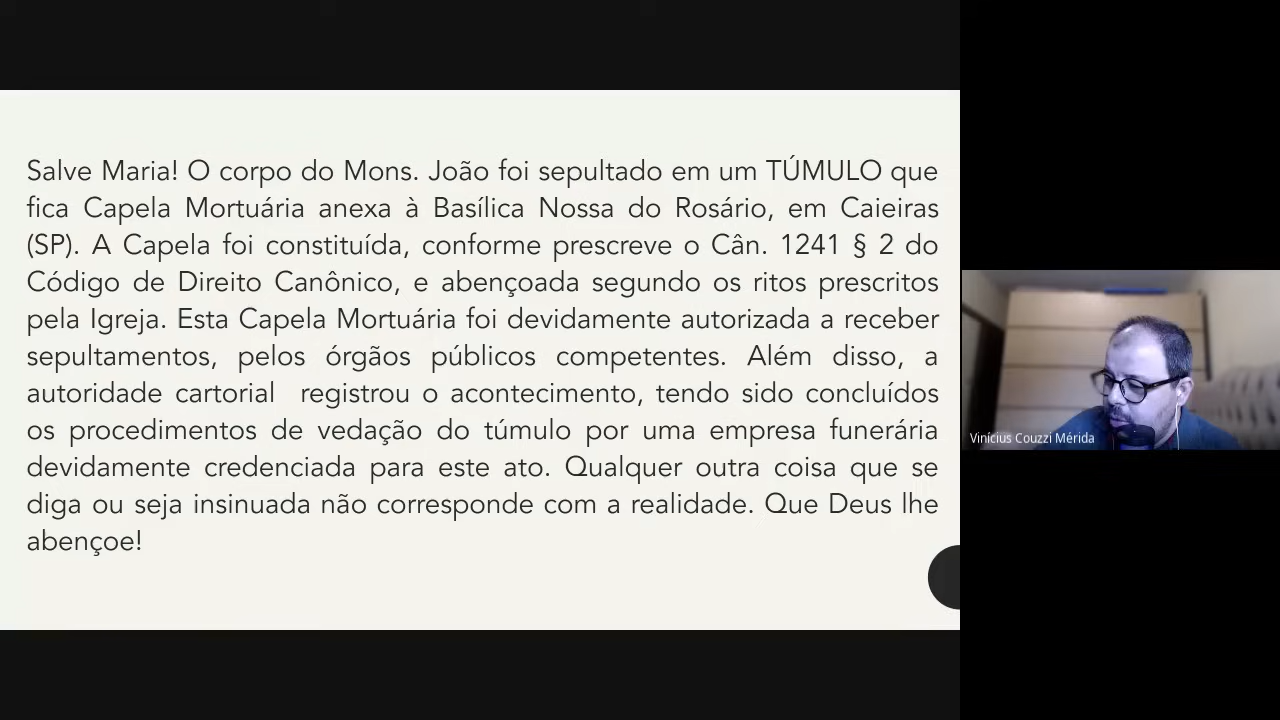 Salve Maria! O corpo do Mons. João foi sepultado em um TÚMULO que
fica Capela Mortuária anexa à Basílica Nossa do Rosário, em Caieiras
(SP). A Capela foi constituída, conforme prescreve o Cân. 1241 § 2 do
Código de Direito Canônico, e abençoada segundo os ritos prescritos
pela Igreja. Esta Capela Mortuária foi devidamente autorizada a receber
sepultamentos, pelos órgãos públicos competentes. Além disso, a
autoridade cartorial registrou o acontecimento, tendo sido concluídos
os procedimentos de vedação do túmulo por uma empresa funerária
devidamente credenciada para este ato. Qualquer outra coisa que se
diga ou seja insinuada não corresponde com a realidade. Que Deus lhe
abençoe!
Vinícius Couzzi Mérida